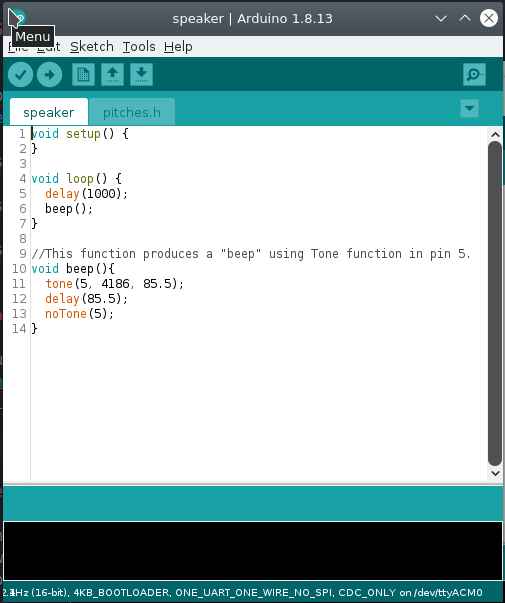 speaker | Arduino 1.8.13
File Edit Sketch Tools Help
Menu
speaker pitches.h
1 void setup() {
2 }
3
4 void loop() {
5   delay(1000);
6   beep();
7 }
8
9 //This function produces a "beep" using Tone function in pin 5.
10 void beep(){
11   tone(5, 4186, 85.5);
12   delay(85.5);
13   noTone(5);
14 }
(16-bit), 4KB_BOOTLOADER, ONE_UART_ONE_WIRE_NO_SPI, CDC_ONLY on /dev/ttyACM0